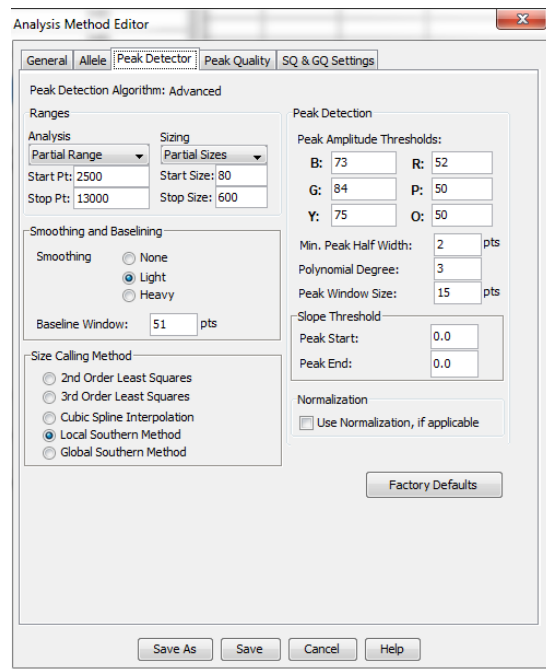 Analysis Method Editor
General Allele Peak Detector Peak Quality SQ & GQ Settings
Peak Detection Algorithm: Advanced
Ranges
Analysis Sizing
Partial Range Partial Sizes
Start Pt: 2500 Start Size: 80
Stop Pt: 13000 Stop Size: 600
Smoothing and Baselining
Smoothing None
Light
Heavy
Baseline Window: 51 pts
Size Calling Method
2nd Order Least Squares
3rd Order Least Squares
Cubic Spline Interpolation
Local Southern Method
Global Southern Method
Peak Detection
Peak Amplitude Thresholds:
B: 73 R: 52
G: 84 P: 50
Y: 75 O: 50
Min. Peak Half Width: 2 pts
Polynomial Degree: 3
Peak Window Size: 15 pts
Slope Threshold
Peak Start: 0.0
Peak End: 0.0
Normalization
Use Normalization, if applicable
Factory Defaults
Save As Save Cancel Help